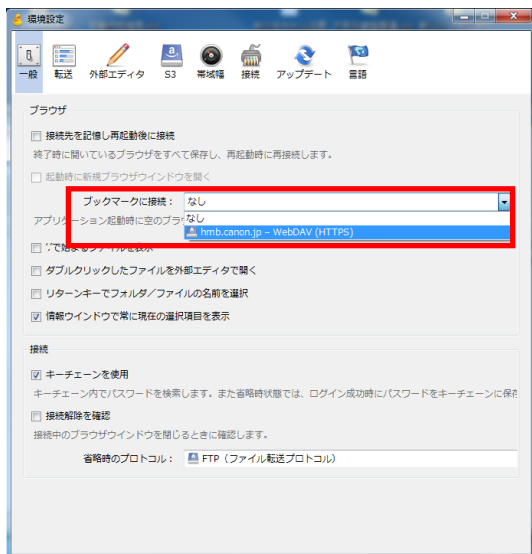 環境設定
一般 転送 外部エディタ S3 帯域幅 接続 アップデート 言語
ブラウザ
接続先を記憶し再起動後に接続
終了時に開いているブラウザをすべて保存し、再起動時に再接続します。
起動時に新規ブラウザウインドウを開く
ブックマークに接続： なし
アプリケーション起動時に空のブラ
なし
hmb.canon.jp – WebDAV (HTTPS)
'.'で始まるファイルを表示
ダブルクリックしたファイルを外部エディタで開く
リターンキーでフォルダ／ファイルの名前を選択
情報ウインドウで常に現在の選択項目を表示
接続
キーチェーンを使用
キーチェーン内でパスワードを検索します。また省略時状態では、ログイン成功時にパスワードをキーチェーンに保存
接続解除を確認
接続中のブラウザウインドウを閉じるときに確認します。
省略時のプロトコル： FTP（ファイル転送プロトコル）